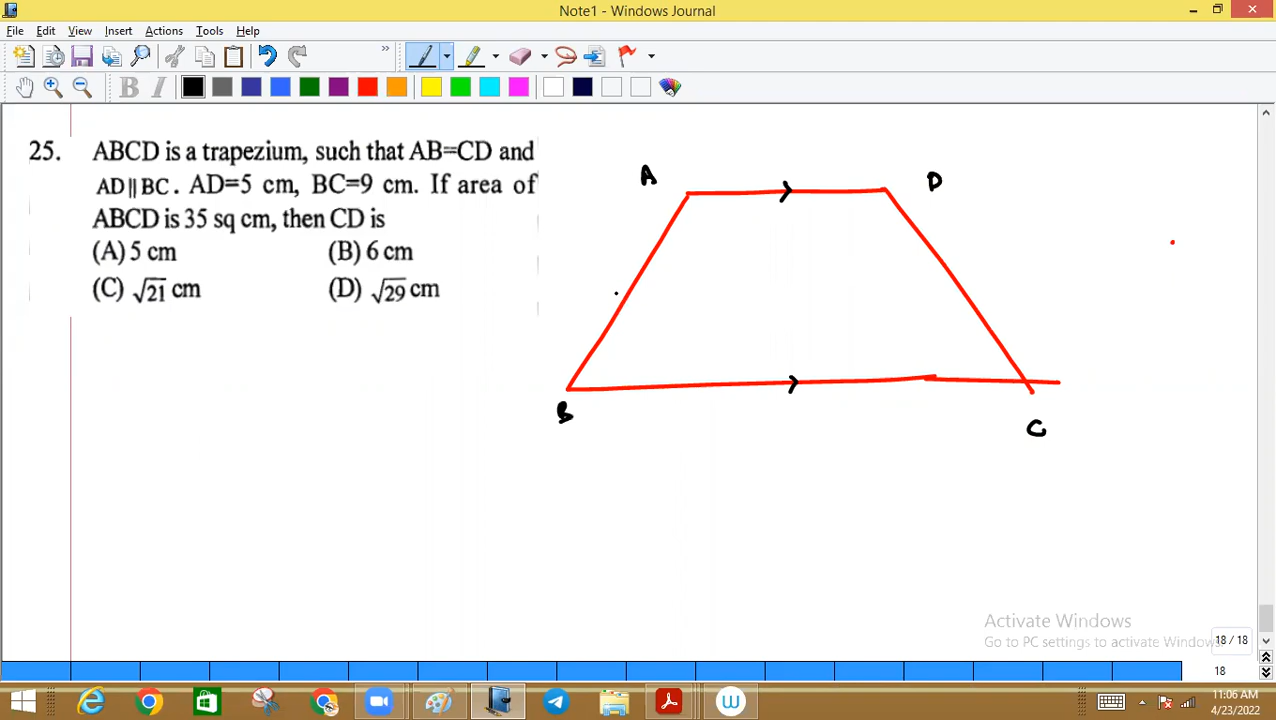 Note1 - Windows Journal
File Edit View Insert Actions Tools Help
»
B I
25. ABCD is a trapezium, such that AB=CD and
AD||BC. AD=5 cm, BC=9 cm. If area of
ABCD is 35 sq cm, then CD is
(A) 5 cm (B) 6 cm
(C) √21 cm (D) √29 cm
A D
B C
Activate Windows
Go to PC settings to activate Windows.
18 / 18
18
W
11:06 AM
4/23/2022